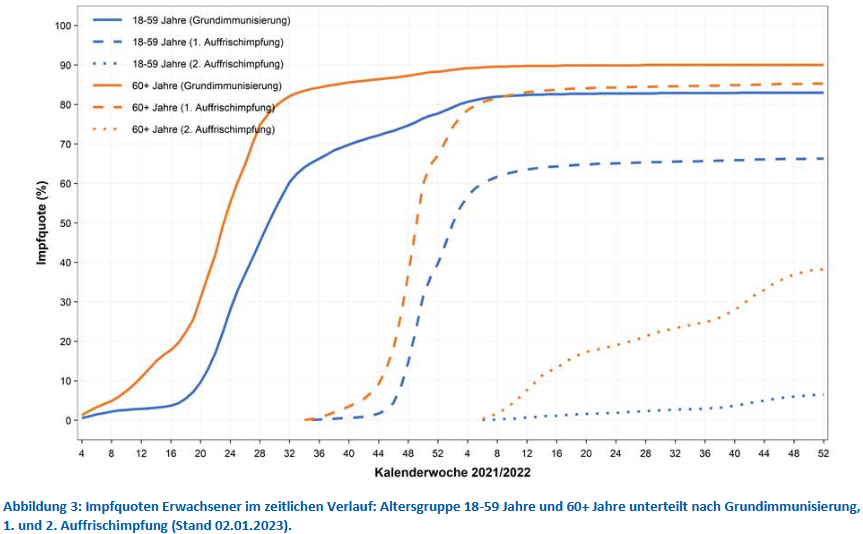 100
90
80
70
60
50
40
30
20
10
0
Impfquote (%)
18-59 Jahre (Grundimmunisierung)
18-59 Jahre (1. Auffrischimpfung)
18-59 Jahre (2. Auffrischimpfung)
60+ Jahre (Grundimmunisierung)
60+ Jahre (1. Auffrischimpfung)
60+ Jahre (2. Auffrischimpfung)
4 8 12 16 20 24 28 32 36 40 44 48 52 4 8 12 16 20 24 28 32 36 40 44 48 52
Kalenderwoche 2021/2022
Abbildung 3: Impfquoten Erwachsener im zeitlichen Verlauf: Altersgruppe 18-59 Jahre und 60+ Jahre unterteilt nach Grundimmunisierung,
1. und 2. Auffrischimpfung (Stand 02.01.2023).